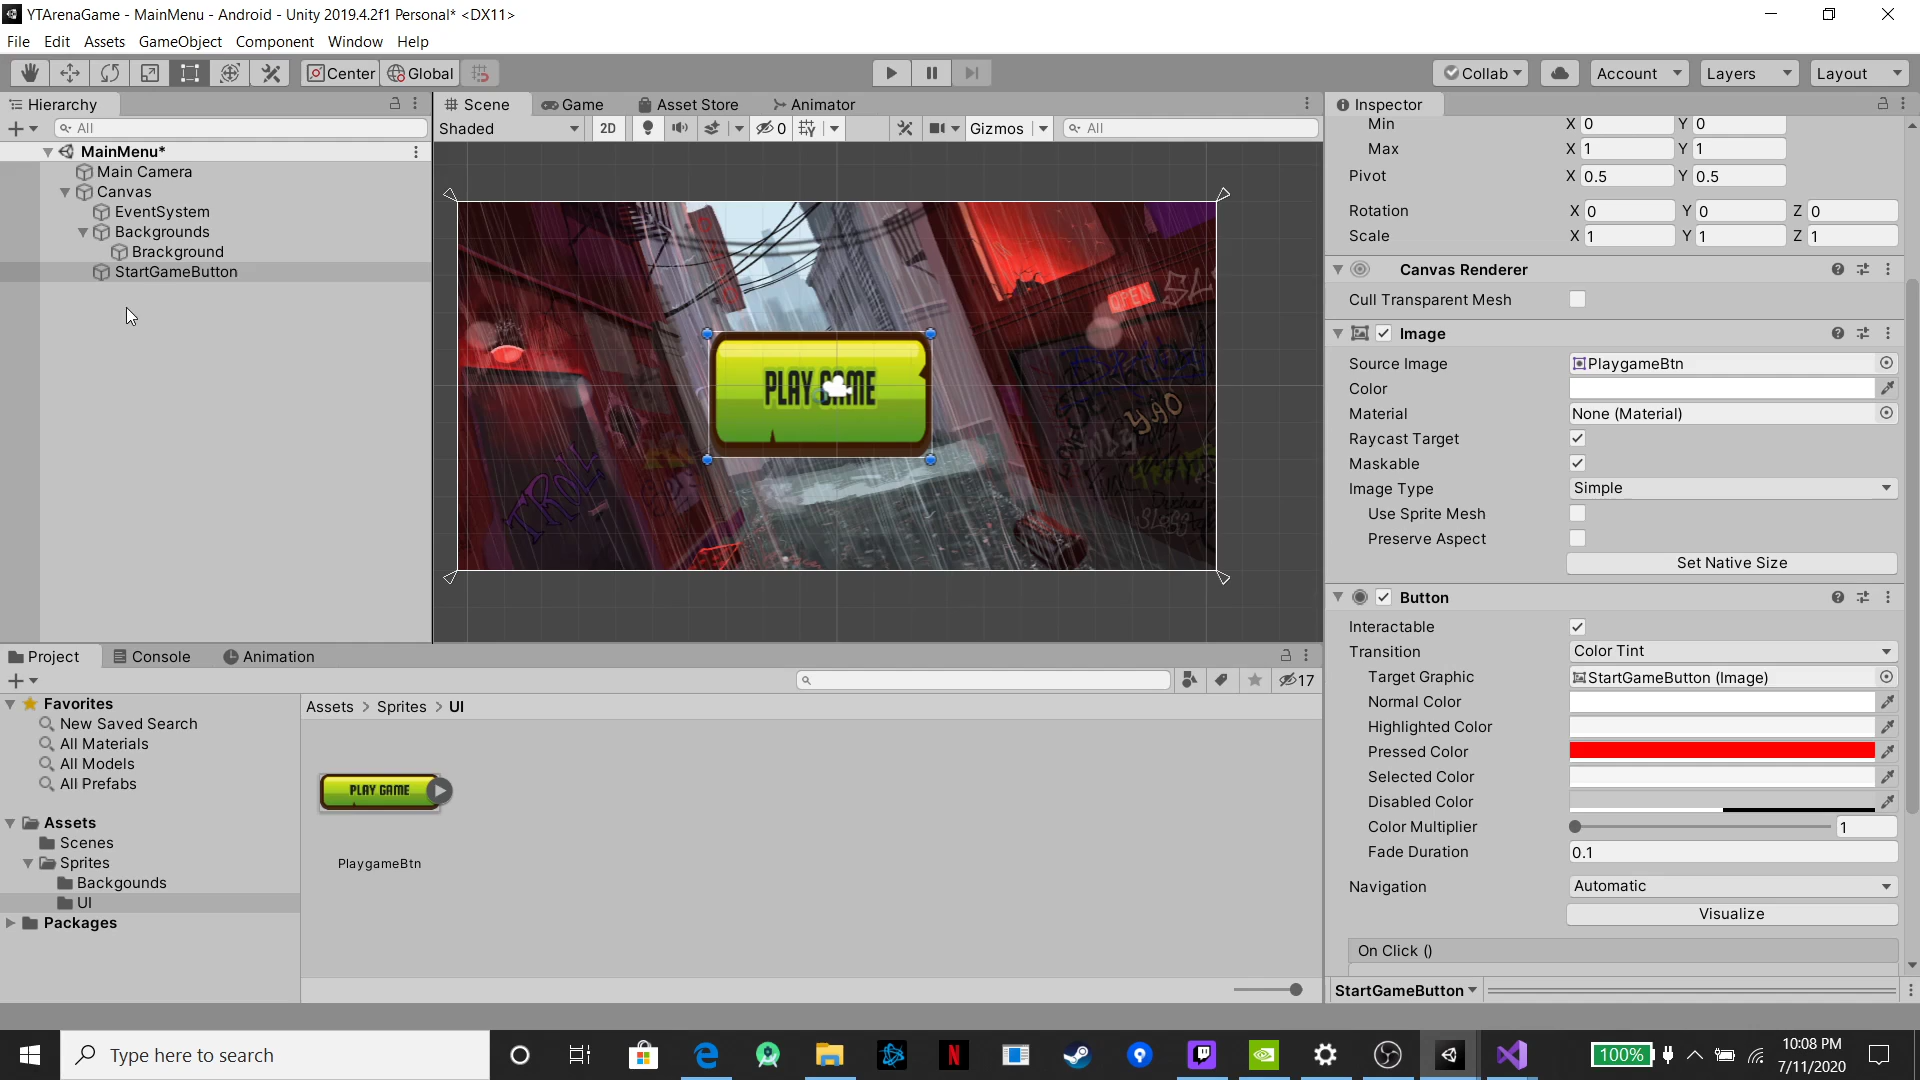 YTArenaGame - MainMenu - Android - Unity 2019.4.2f1 Personal* <DX11>
File Edit Assets GameObject Component Window Help
Center Global Collab Account Layers Layout
Hierarchy
All
MainMenu*
Main Camera
Canvas
EventSystem
Backgrounds
Brackground
StartGameButton
Scene Game Asset Store Animator
Shaded 2D 0 Gizmos All
OPEN
PLAY GAME
TROLL
Inspector
Min X 0 Y 0
Max X 1 Y 1
Pivot X 0.5 Y 0.5
Rotation X 0 Y 0 Z 0
Scale X 1 Y 1 Z 1
Canvas Renderer
Cull Transparent Mesh
Image
Source Image PlaygameBtn
Color
Material None (Material)
Raycast Target
Maskable
Image Type Simple
Use Sprite Mesh
Preserve Aspect
Set Native Size
Button
Interactable
Transition Color Tint
Target Graphic StartGameButton (Image)
Normal Color
Highlighted Color
Pressed Color
Selected Color
Disabled Color
Color Multiplier 1
Fade Duration 0.1
Navigation Automatic
Visualize
On Click ()
StartGameButton
Project Console Animation
17
Favorites
New Saved Search
All Materials
All Models
All Prefabs
Assets
Scenes
Sprites
Backgounds
UI
Packages
Assets > Sprites > UI
PLAY GAME
PlaygameBtn
Type here to search
N
100%
10:08 PM
7/11/2020